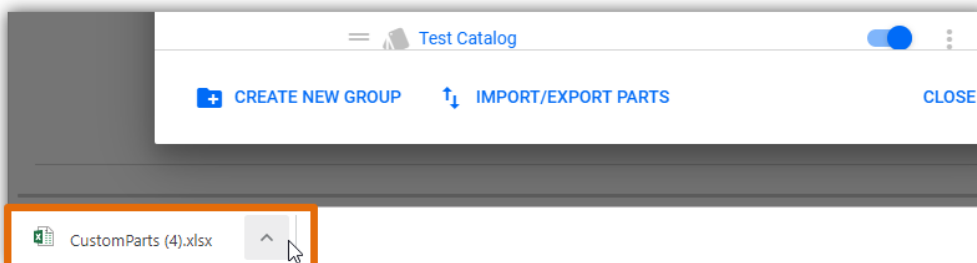 Test Catalog
CREATE NEW GROUP IMPORT/EXPORT PARTS CLOSE
CustomParts (4).xlsx